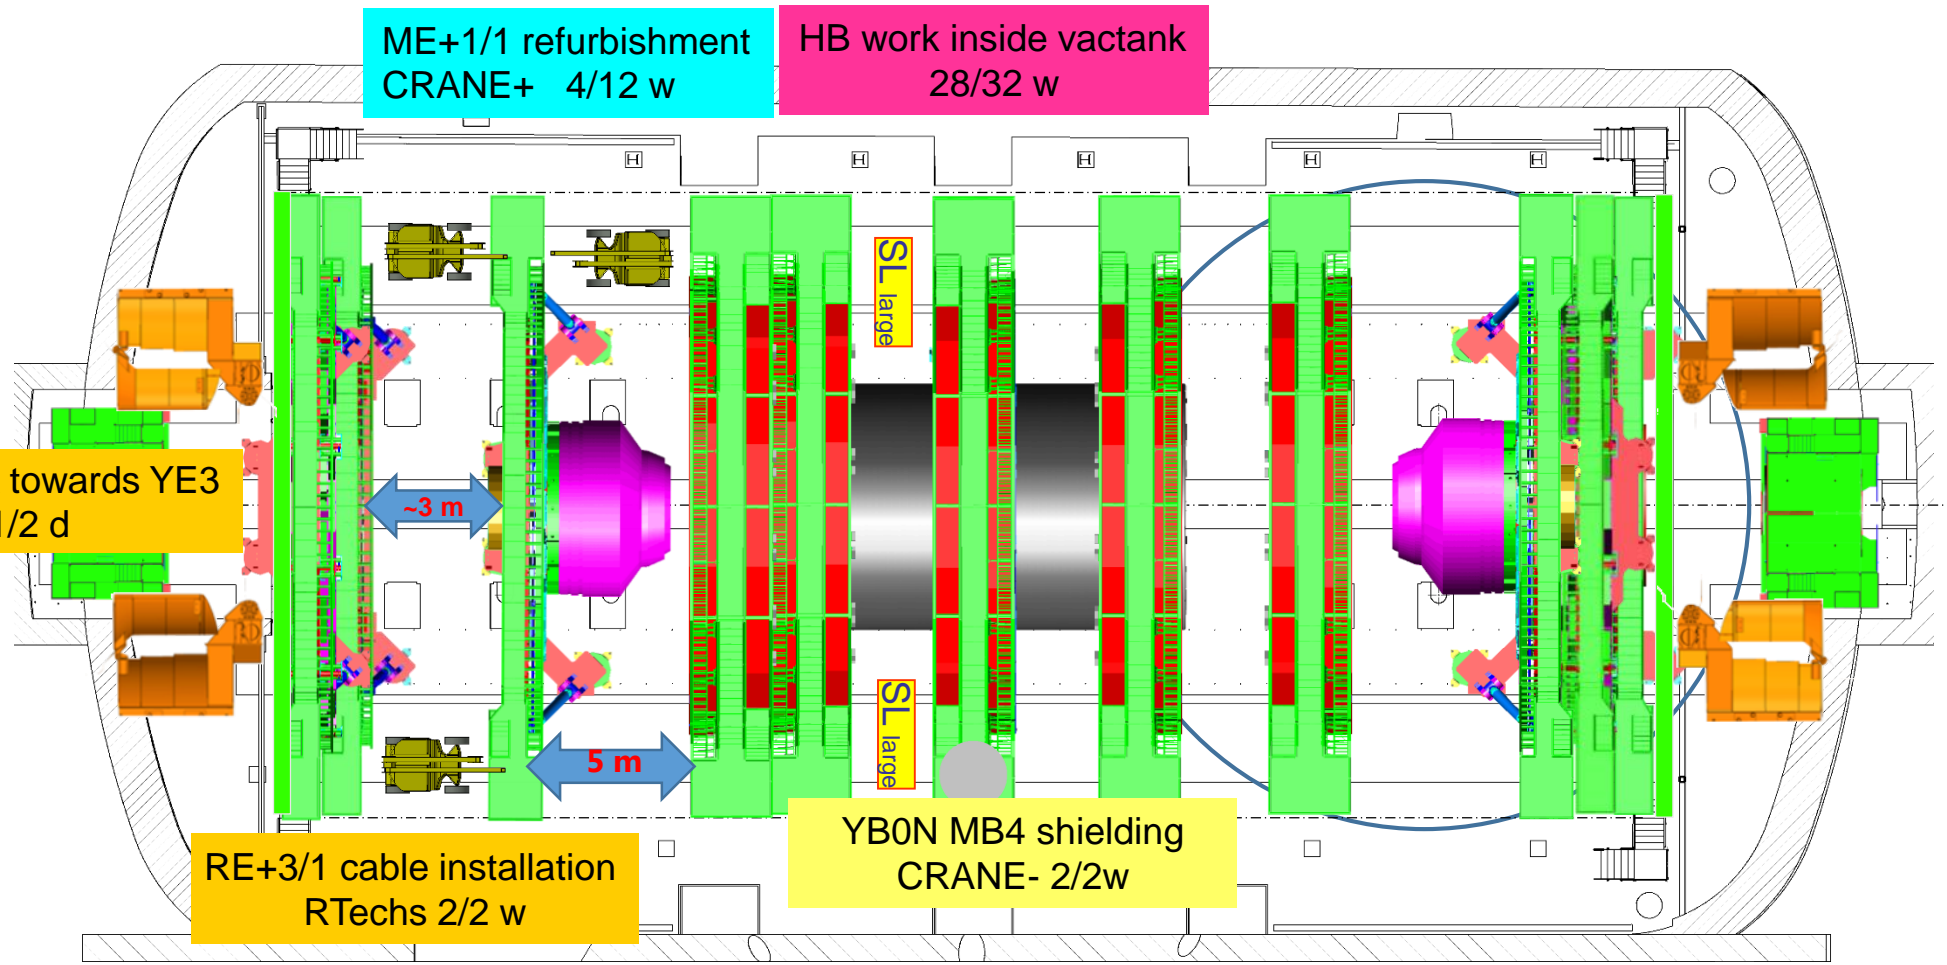 ME+1/1 refurbishment
CRANE+ 4/12 w
HB work inside vactank
28/32 w
H
H
H
H
H
SL large
towards YE3
1/2 d
~3 m
SL large
5 m
YB0N MB4 shielding
CRANE- 2/2w
RE+3/1 cable installation
RTechs 2/2 w